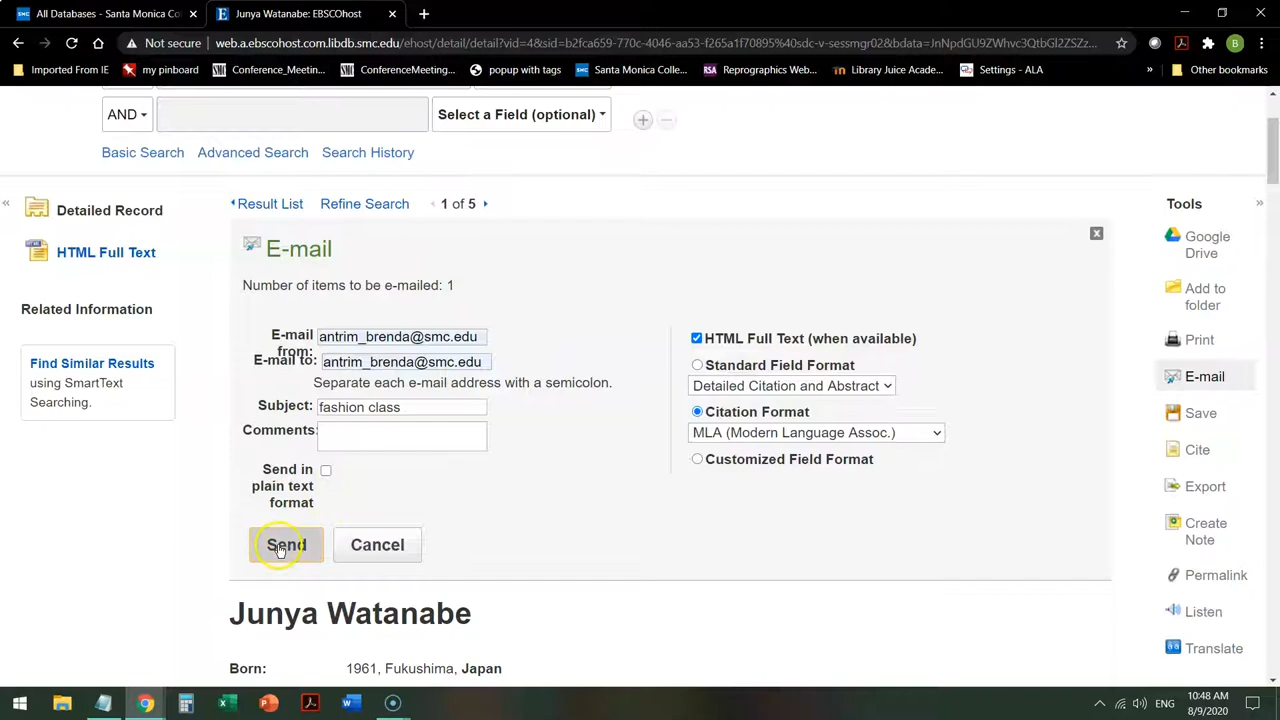 All Databases - Santa Monica Co
Junya Watanabe: EBSCOhost
Not secure
web.a.ebscohost.com.libdb.smc.edu/ehost/detail/detail?vid=4&sid=b2fca659-770c-4046-aa53-f265a1f70895%40sdc-v-sessmgr02&bdata=JnNpdGU9ZWhvc3QtbGl2ZSZz...
Imported From IE
my pinboard
Conference_Meetin...
ConferenceMeeting...
popup with tags
Santa Monica Colle...
Reprographics Web...
Library Juice Acade...
Settings - ALA
Other bookmarks
AND
Select a Field (optional)
Basic Search
Advanced Search
Search History
Detailed Record
HTML Full Text
Related Information
Find Similar Results
using SmartText
Searching.
Result List
Refine Search
1 of 5
E-mail
Number of items to be e-mailed: 1
E-mail from: antrim_brenda@smc.edu
E-mail to: antrim_brenda@smc.edu
Separate each e-mail address with a semicolon.
Subject: fashion class
Comments:
Send in
plain text
format
Send
Cancel
HTML Full Text (when available)
Standard Field Format
Detailed Citation and Abstract
Citation Format
MLA (Modern Language Assoc.)
Customized Field Format
Junya Watanabe
Born: 1961, Fukushima, Japan
Tools
Google
Drive
Add to
folder
Print
E-mail
Save
Cite
Export
Create
Note
Permalink
Listen
Translate
ENG
10:48 AM
8/9/2020